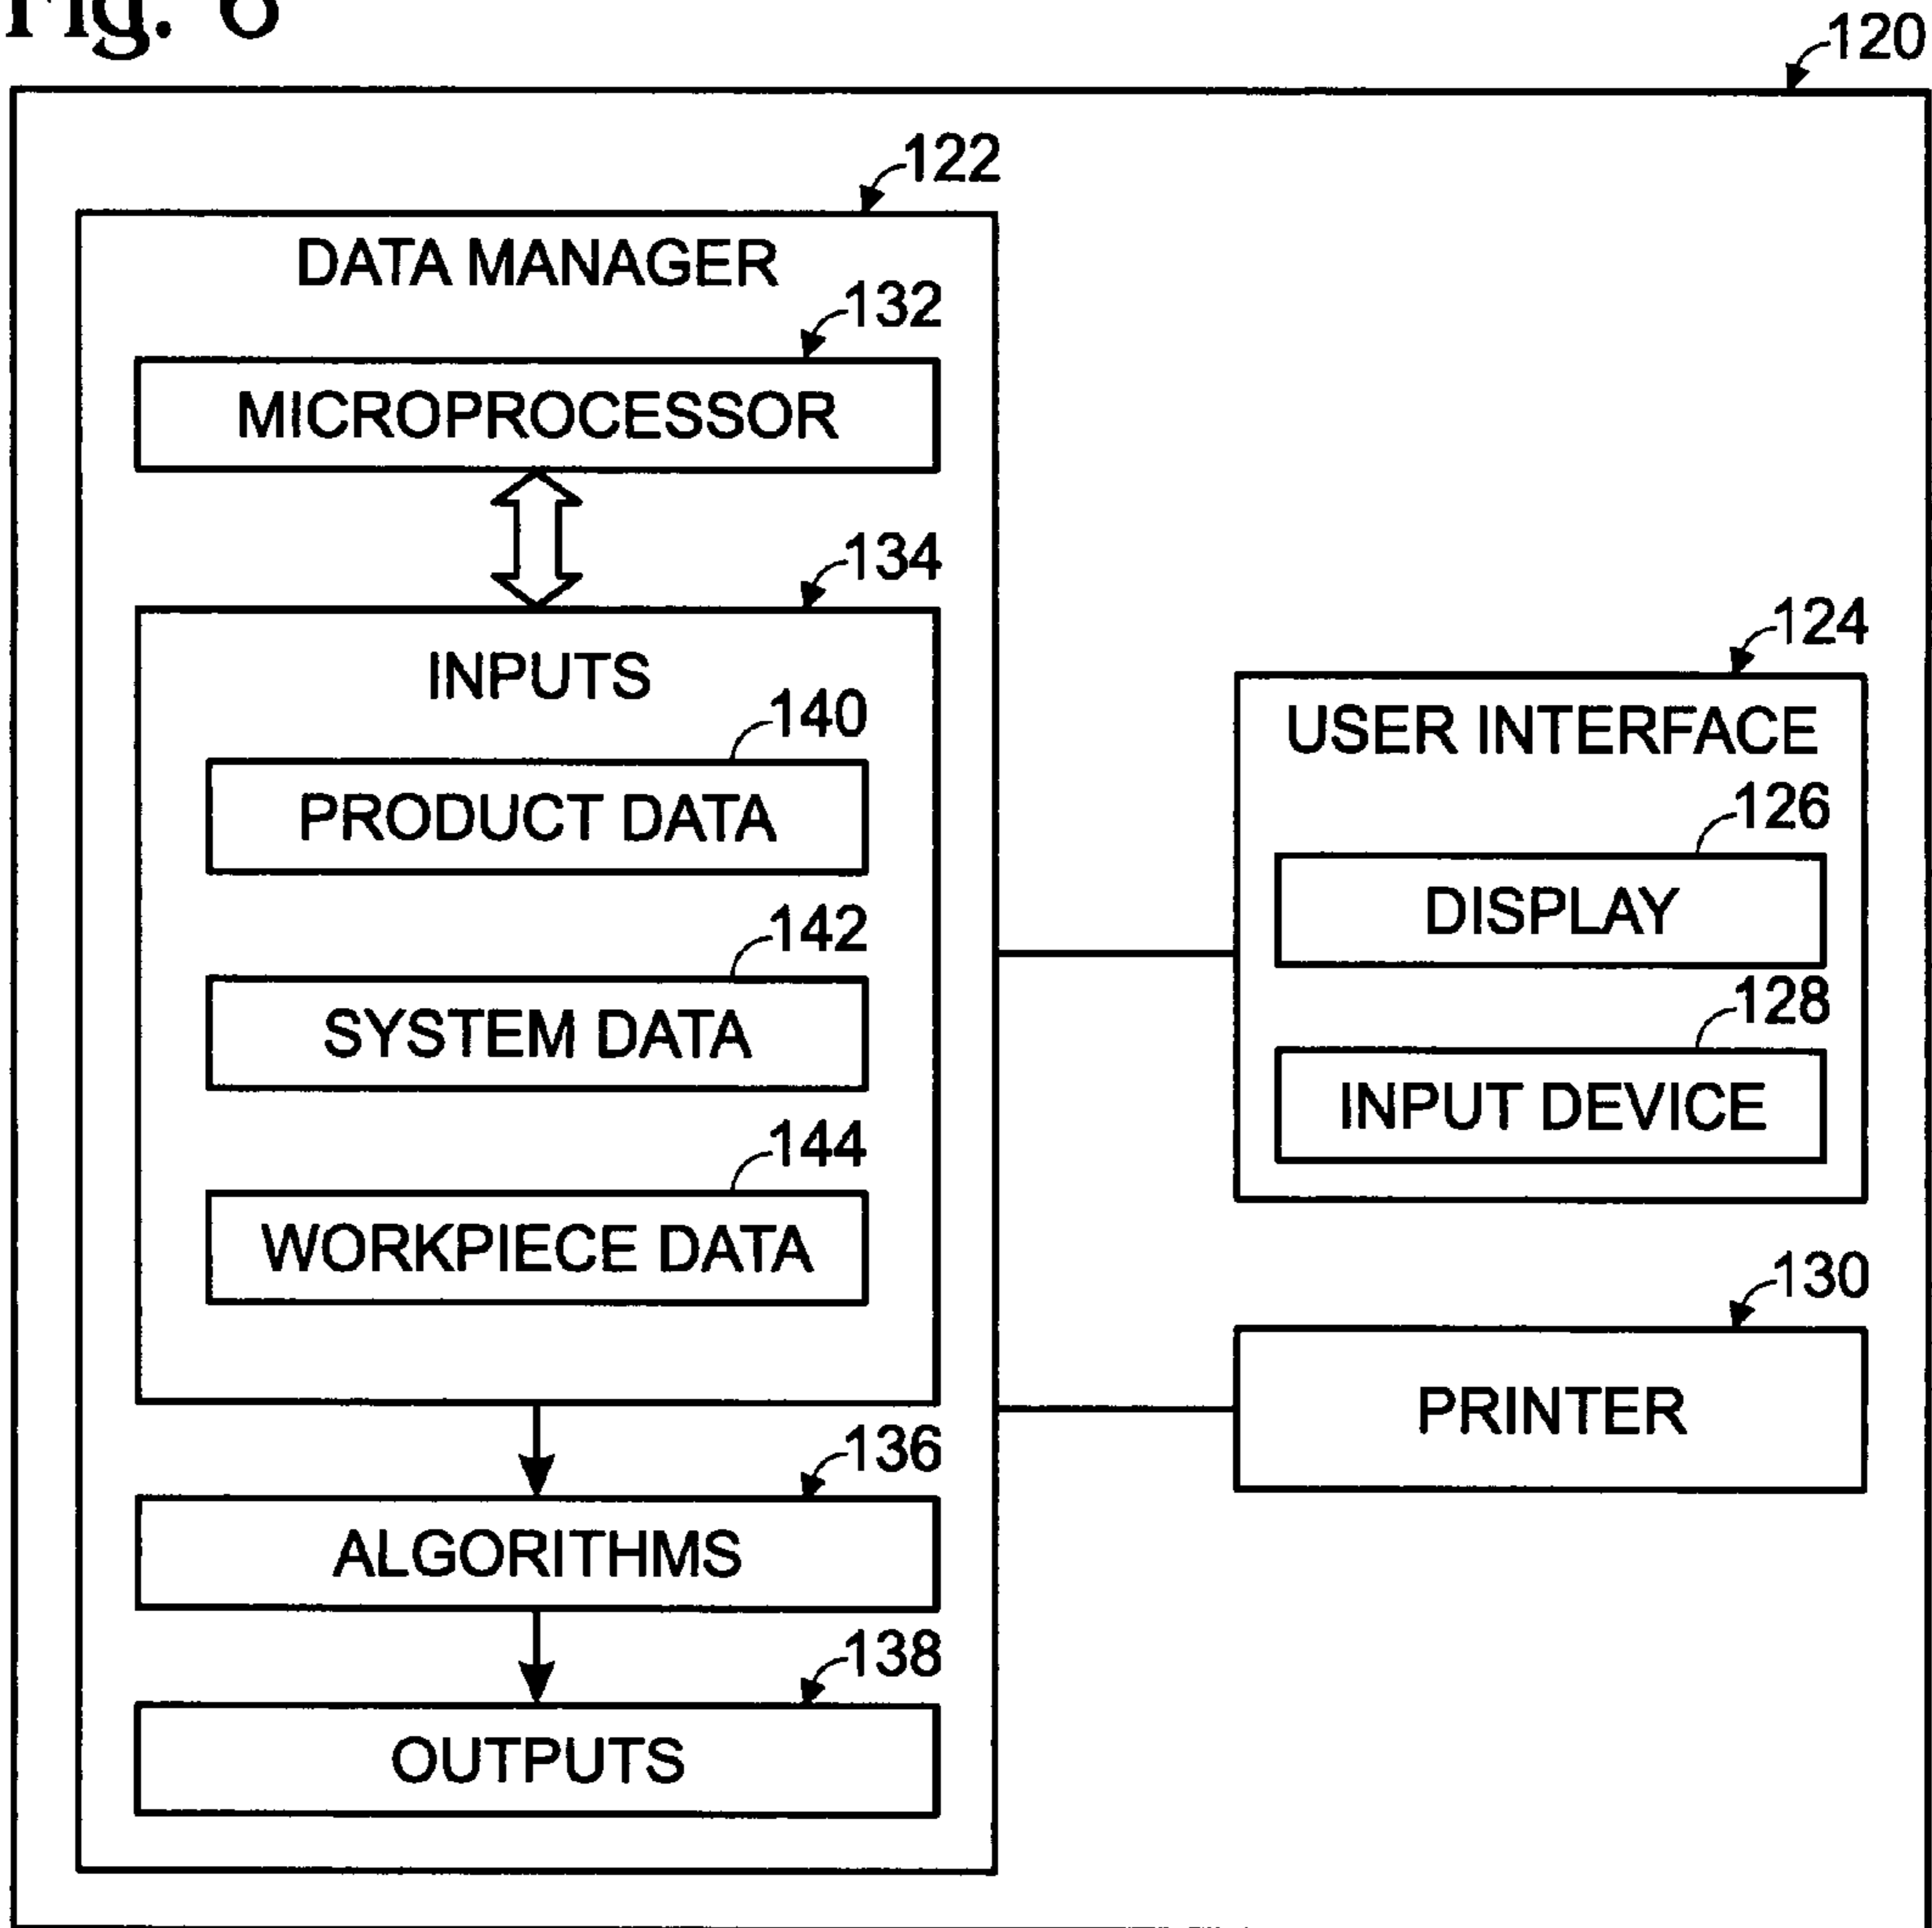 Fig. 6
120
122
DATA MANAGER
132
MICROPROCESSOR
134
INPUTS
140
PRODUCT DATA
142
SYSTEM DATA
144
WORKPIECE DATA
136
ALGORITHMS
138
OUTPUTS
124
USER INTERFACE
126
DISPLAY
128
INPUT DEVICE
130
PRINTER